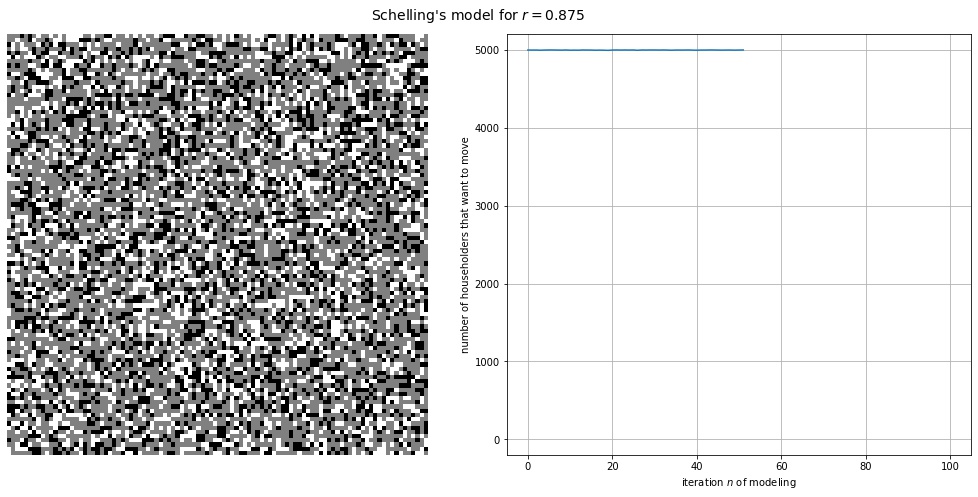 Schelling's model for r = 0.875
number of householders that want to move
5000
4000
3000
2000
1000
0
0 20 40 60 80 100
iteration n of modeling